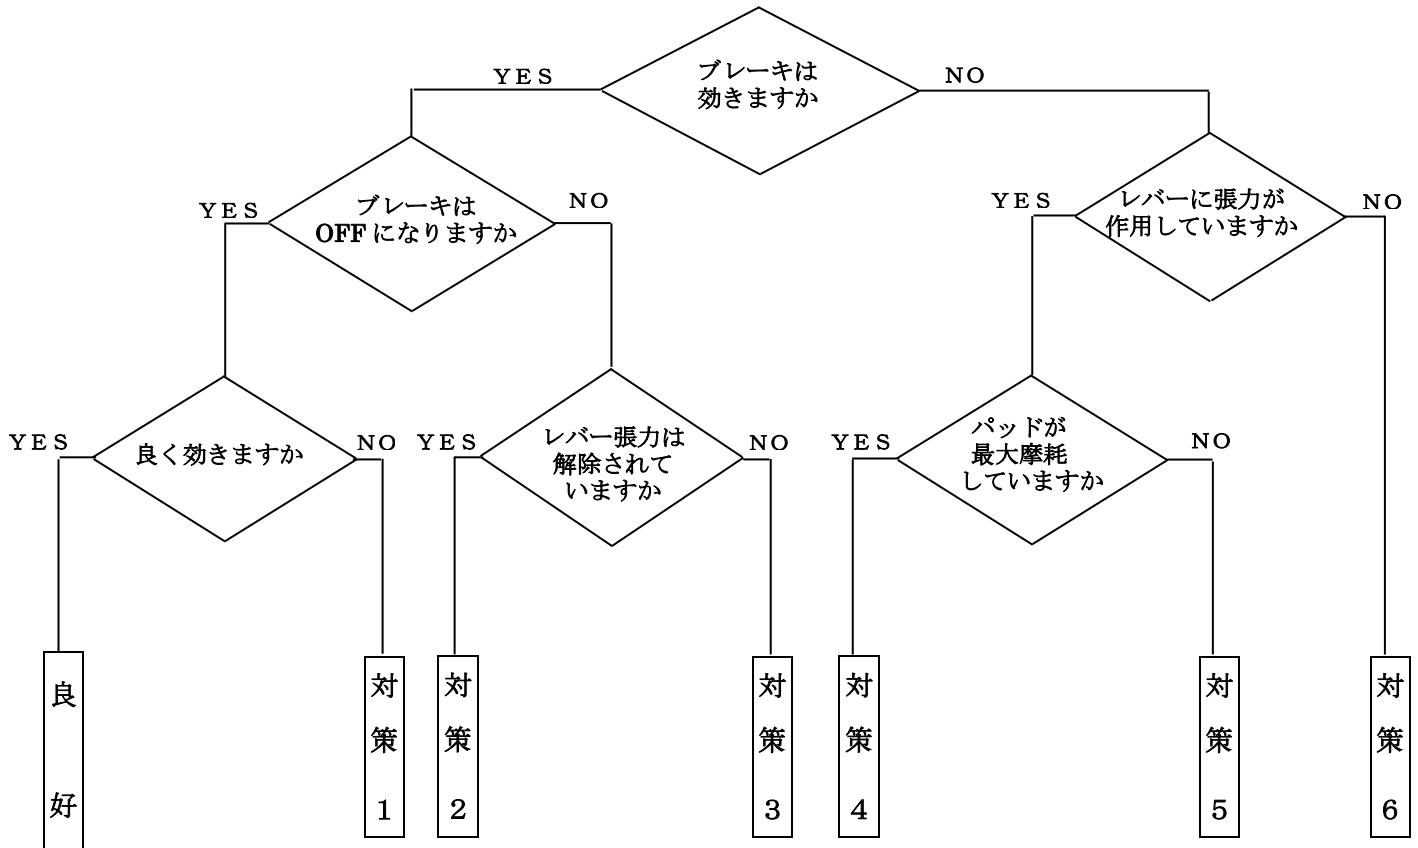 ブレーキは
効きますか
YES
NO
ブレーキは
OFFになりますか
YES
NO
レバーに張力が
作用していますか
YES
NO
良く効きますか
YES
NO
レバー張力は
解除されて
いますか
YES
NO
パッドが
最大摩耗
していますか
YES
NO
良好
対策1
対策2
対策3
対策4
対策5
対策6